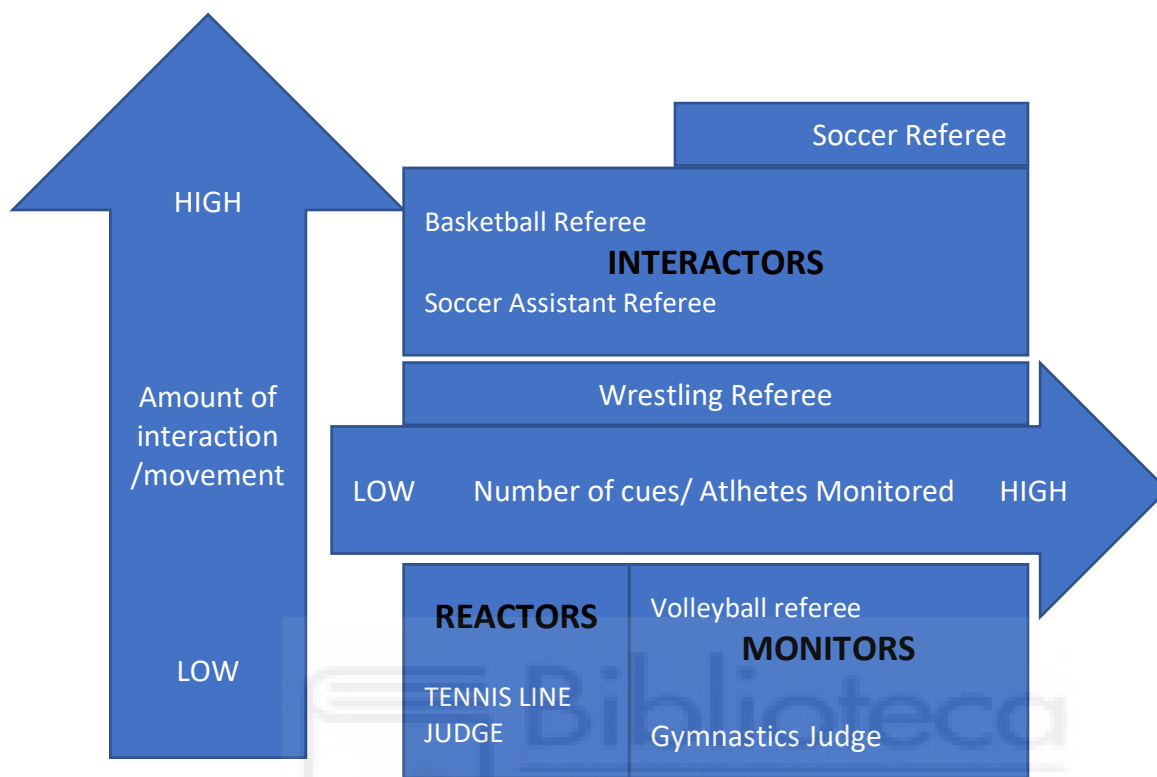 Soccer Referee
HIGH
Basketball Referee
INTERACTORS
Soccer Assistant Referee
Amount of
interaction
/movement
Wrestling Referee
LOW Number of cues/ Atlhetes Monitored HIGH
REACTORS
Volleyball referee
MONITORS
LOW
TENNIS LINE
JUDGE
Gymnastics Judge
Biblioteca